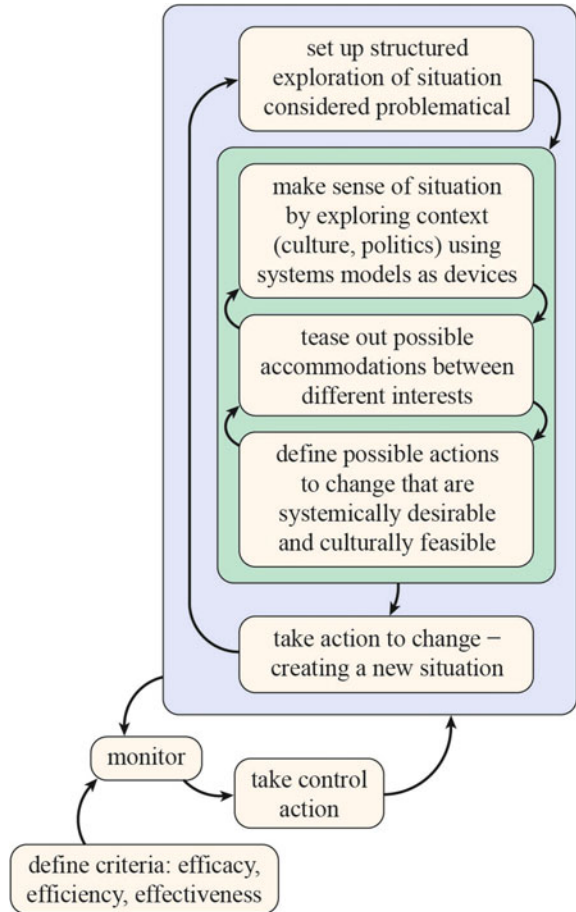 set up structured
exploration of situation
considered problematical
make sense of situation
by exploring context
(culture, politics) using
systems models as devices
tease out possible
accommodations between
different interests
define possible actions
to change that are
systemically desirable
and culturally feasible
take action to change –
creating a new situation
monitor
take control
action
define criteria: efficacy,
efficiency, effectiveness